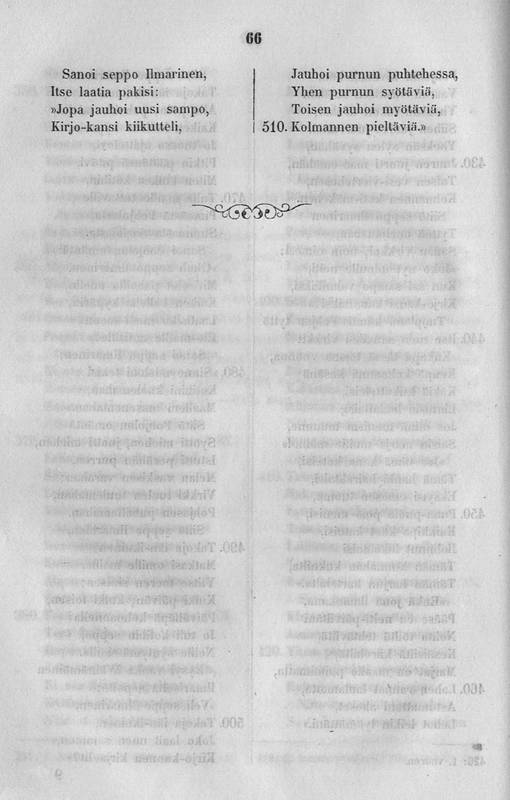 66
Sanoi seppo Ilmarinen,
Itse laatia pakisi:
»Jopa jauhoi uusi sampo,
Kirjo-kansi kiikutteli,
Jauhoi purnun puhtehessa,
Yhen purnun syötäviä,
Toisen jauhoi myötäviä,
510. Kolmannen pieltäviä.»